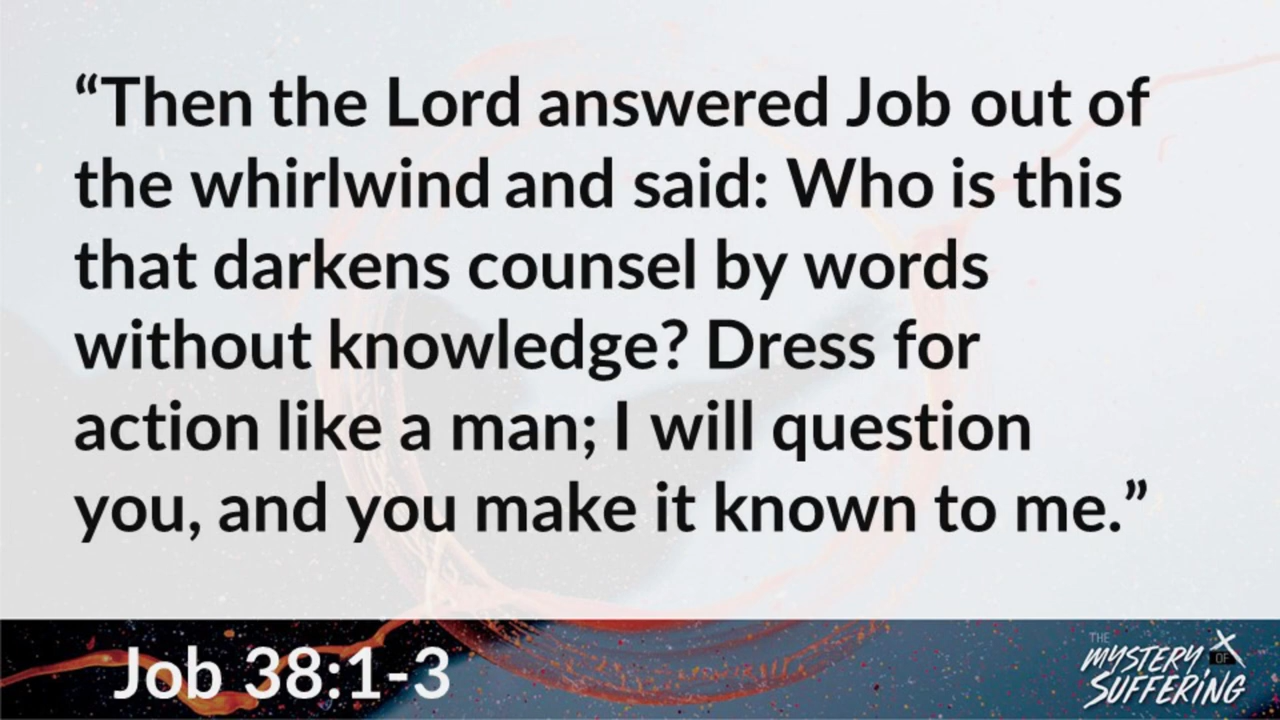 “Then the Lord answered Job out of
the whirlwind and said: Who is this
that darkens counsel by words
without knowledge? Dress for
action like a man; I will question
you, and you make it known to me.”
Job 38:1-3
THE
MYSTERY
OF
SUFFERING